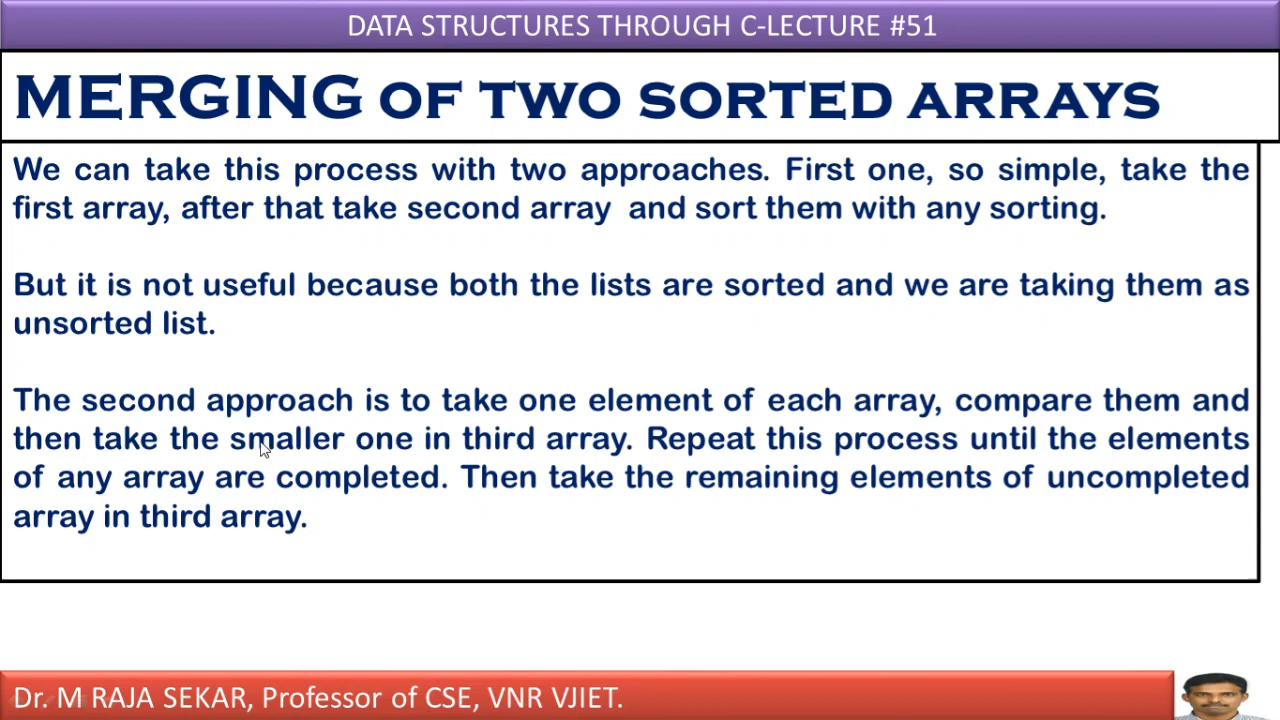 DATA STRUCTURES THROUGH C-LECTURE #51
MERGING OF TWO SORTED ARRAYS
We can take this process with two approaches. First one, so simple, take the
first array, after that take second array and sort them with any sorting.
But it is not useful because both the lists are sorted and we are taking them as
unsorted list.
The second approach is to take one element of each array, compare them and
then take the smaller one in third array. Repeat this process until the elements
of any array are completed. Then take the remaining elements of uncompleted
array in third array.
Dr. M RAJA SEKAR, Professor of CSE, VNR VJIET.